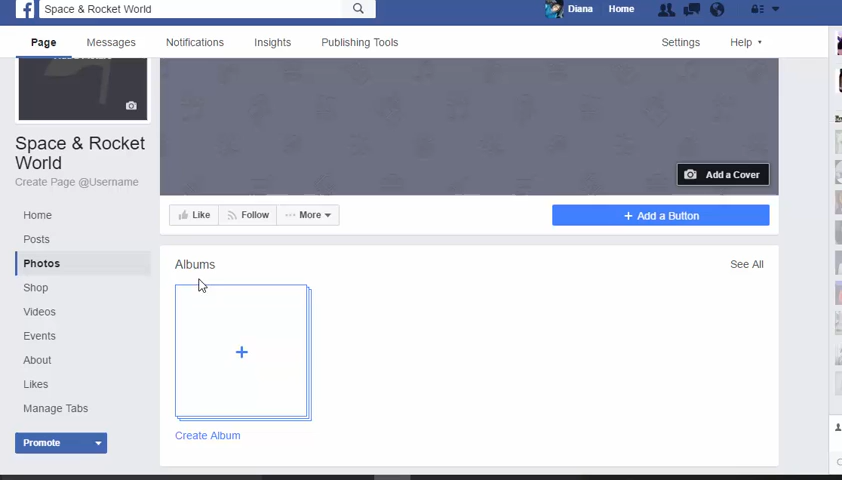 Space & Rocket World
Diana
Home
Page
Messages
Notifications
Insights
Publishing Tools
Settings
Help
Space & Rocket
World
Create Page @Username
Add a Cover
Like
Follow
More
+ Add a Button
Home
Posts
Photos
Shop
Videos
Events
About
Likes
Manage Tabs
Promote
Albums
See All
+
Create Album